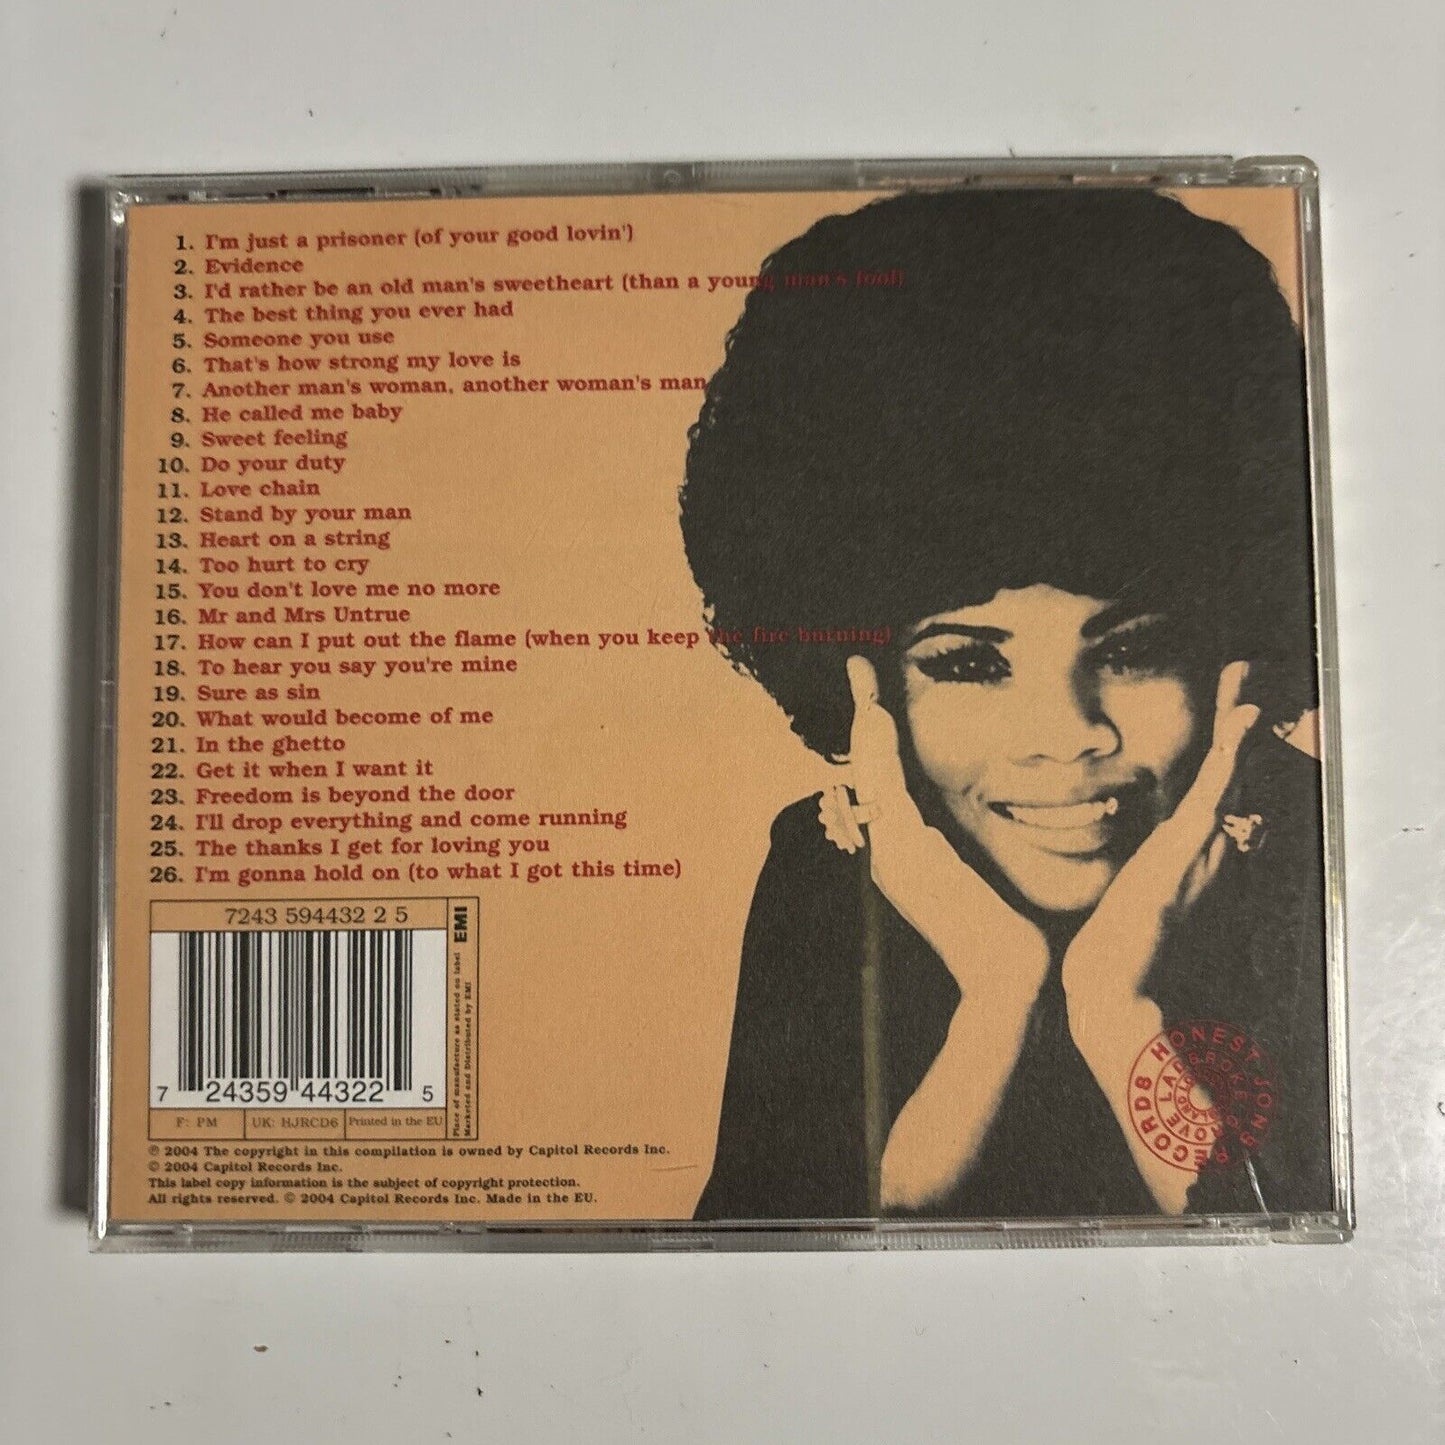 1. I'm just a prisoner (of your good lovin')
2. Evidence
3. I'd rather be an old man's sweetheart (than a young man's fool)
4. The best thing you ever had
5. Someone you use
6. That's how strong my love is
7. Another man's woman, another woman's man
8. He called me baby
9. Sweet feeling
10. Do your duty
11. Love chain
12. Stand by your man
13. Heart on a string
14. Too hurt to cry
15. You don't love me no more
16. Mr and Mrs Untrue
17. How can I put out the flame (when you keep the fire burning)
18. To hear you say you're mine
19. Sure as sin
20. What would become of me
21. In the ghetto
22. Get it when I want it
23. Freedom is beyond the door
24. I'll drop everything and come running
25. The thanks I get for loving you
26. I'm gonna hold on (to what I got this time)
7243 594432 2 5
EMI
Place of manufacture as stated on label
Marketed and Distributed by EMI
7 24359 44322 5
F: PM
UK: HJRCD6
Printed in the EU
℗ 2004 The copyright in this compilation is owned by Capitol Records Inc.
© 2004 Capitol Records Inc.
This label copy information is the subject of copyright protection.
All rights reserved. © 2004 Capitol Records Inc. Made in the EU.
HONEST JONS RECORDS
LADBROKE GROVE